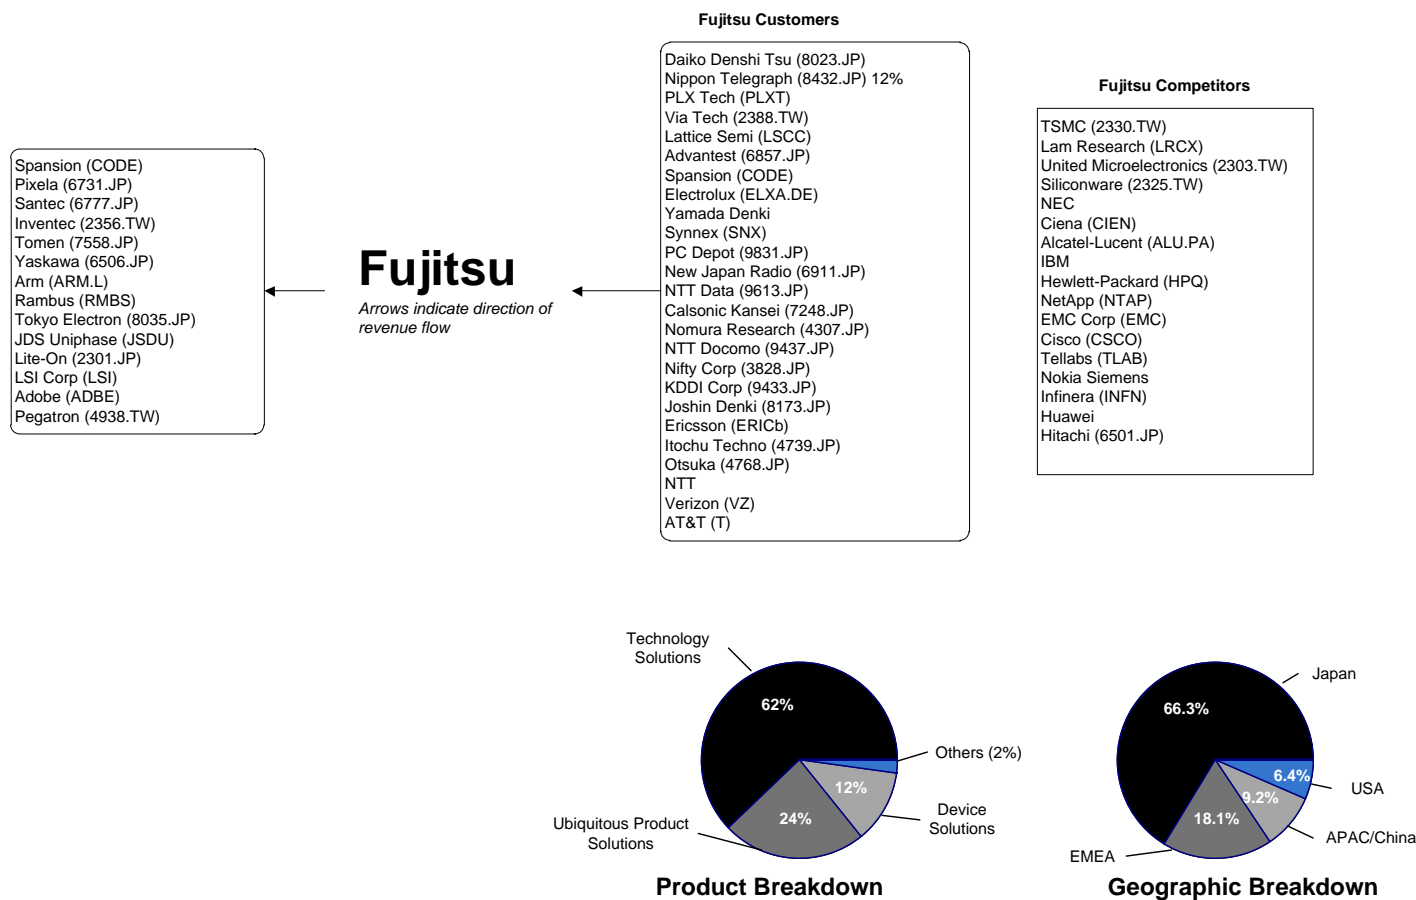 Fujitsu Customers
Daiko Denshi Tsu (8023.JP)
Nippon Telegraph (8432.JP) 12%
PLX Tech (PLXT)
Via Tech (2388.TW)
Lattice Semi (LSCC)
Advantest (6857.JP)
Spansion (CODE)
Electrolux (ELXA.DE)
Yamada Denki
Synnex (SNX)
PC Depot (9831.JP)
New Japan Radio (6911.JP)
NTT Data (9613.JP)
Calsonic Kansei (7248.JP)
Nomura Research (4307.JP)
NTT Docomo (9437.JP)
Nifty Corp (3828.JP)
KDDI Corp (9433.JP)
Joshin Denki (8173.JP)
Ericsson (ERICb)
Itochu Techno (4739.JP)
Otsuka (4768.JP)
NTT
Verizon (VZ)
AT&T (T)
Fujitsu Competitors
TSMC (2330.TW)
Lam Research (LRCX)
United Microelectronics (2303.TW)
Siliconware (2325.TW)
NEC
Ciena (CIEN)
Alcatel-Lucent (ALU.PA)
IBM
Hewlett-Packard (HPQ)
NetApp (NTAP)
EMC Corp (EMC)
Cisco (CSCO)
Tellabs (TLAB)
Nokia Siemens
Infinera (INFN)
Huawei
Hitachi (6501.JP)
Spansion (CODE)
Pixela (6731.JP)
Santec (6777.JP)
Inventec (2356.TW)
Tomen (7558.JP)
Yaskawa (6506.JP)
Arm (ARM.L)
Rambus (RMBS)
Tokyo Electron (8035.JP)
JDS Uniphase (JSDU)
Lite-On (2301.JP)
LSI Corp (LSI)
Adobe (ADBE)
Pegatron (4938.TW)
Fujitsu
Arrows indicate direction of
revenue flow
Technology
Solutions
62%
Others (2%)
12%
Device
Solutions
24%
Ubiquitous Product
Solutions
Product Breakdown
Japan
66.3%
6.4%
USA
9.2%
APAC/China
18.1%
EMEA
Geographic Breakdown